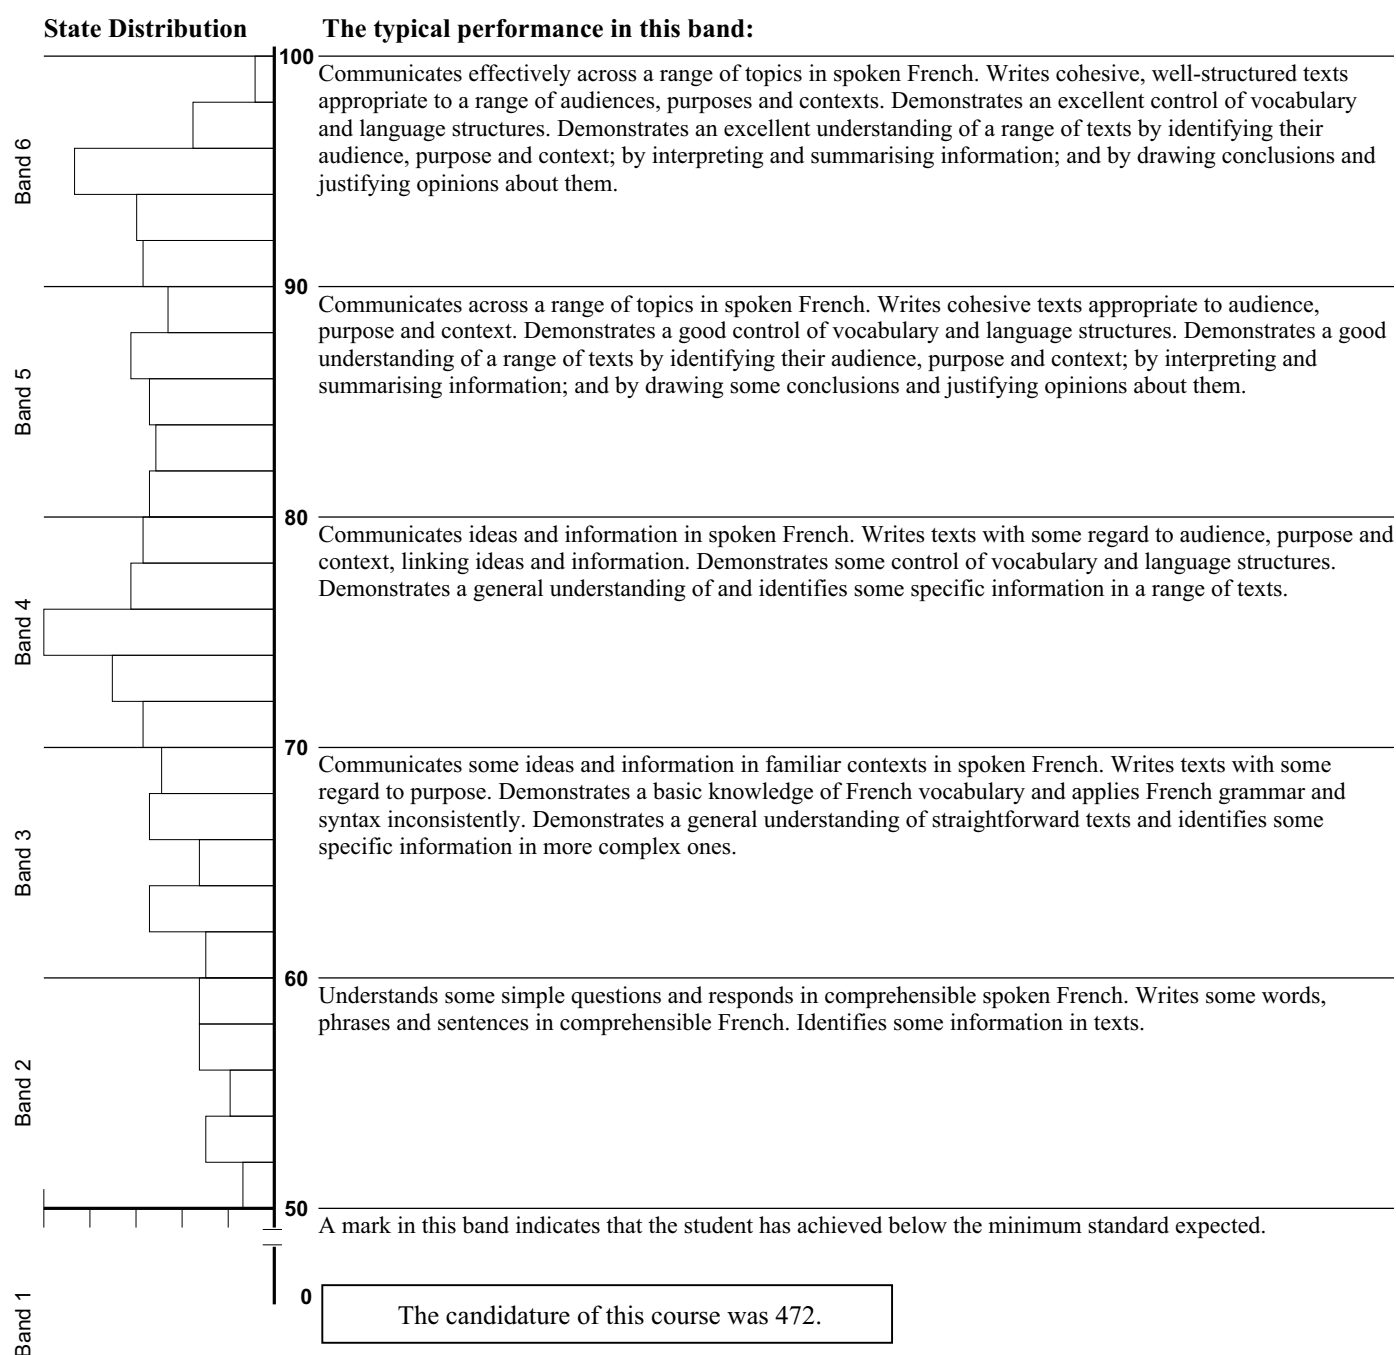 State Distribution
The typical performance in this band:
100
Communicates effectively across a range of topics in spoken French. Writes cohesive, well-structured texts
appropriate to a range of audiences, purposes and contexts. Demonstrates an excellent control of vocabulary
and language structures. Demonstrates an excellent understanding of a range of texts by identifying their
audience, purpose and context; by interpreting and summarising information; and by drawing conclusions and
justifying opinions about them.
Band 6
90
Communicates across a range of topics in spoken French. Writes cohesive texts appropriate to audience,
purpose and context. Demonstrates a good control of vocabulary and language structures. Demonstrates a good
understanding of a range of texts by identifying their audience, purpose and context; by interpreting and
summarising information; and by drawing some conclusions and justifying opinions about them.
Band 5
80
Communicates ideas and information in spoken French. Writes texts with some regard to audience, purpose and
context, linking ideas and information. Demonstrates some control of vocabulary and language structures.
Demonstrates a general understanding of and identifies some specific information in a range of texts.
Band 4
70
Communicates some ideas and information in familiar contexts in spoken French. Writes texts with some
regard to purpose. Demonstrates a basic knowledge of French vocabulary and applies French grammar and
syntax inconsistently. Demonstrates a general understanding of straightforward texts and identifies some
specific information in more complex ones.
Band 3
60
Understands some simple questions and responds in comprehensible spoken French. Writes some words,
phrases and sentences in comprehensible French. Identifies some information in texts.
Band 2
50
A mark in this band indicates that the student has achieved below the minimum standard expected.
0
Band 1
The candidature of this course was 472.